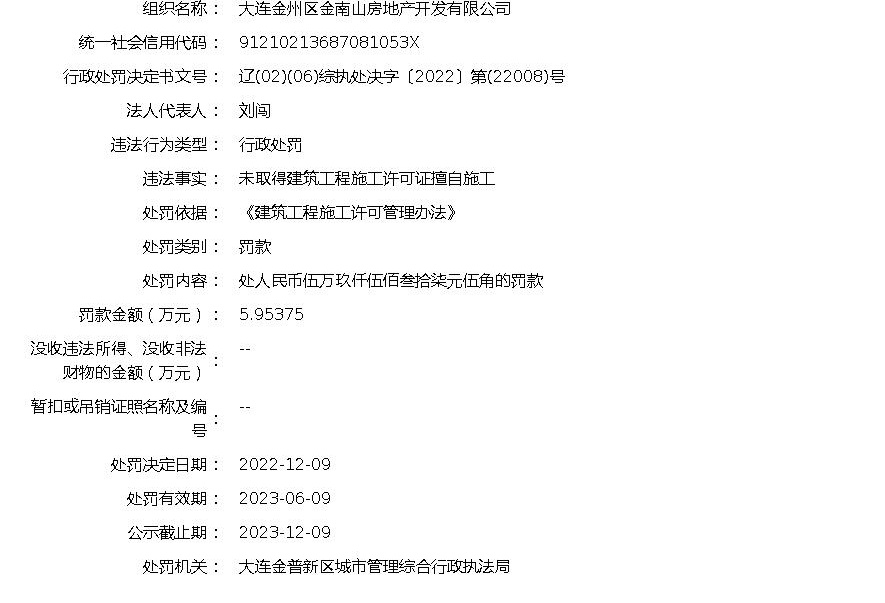 组织名称： 大连金州区金南山房地产开发有限公司
统一社会信用代码： 91210213687081053X
行政处罚决定书文号： 辽(02)(06)综执处决字〔2022〕第(22008)号
法人代表人： 刘闯
违法行为类型： 行政处罚
违法事实： 未取得建筑工程施工许可证擅自施工
处罚依据： 《建筑工程施工许可管理办法》
处罚类别： 罚款
处罚内容： 处人民币伍万玖仟伍佰叁拾柒元伍角的罚款
罚款金额（万元）： 5.95375
没收违法所得、没收非法
财物的金额（万元）： --
暂扣或吊销证照名称及编
号： --
处罚决定日期： 2022-12-09
处罚有效期： 2023-06-09
公示截止期： 2023-12-09
处罚机关： 大连金普新区城市管理综合行政执法局